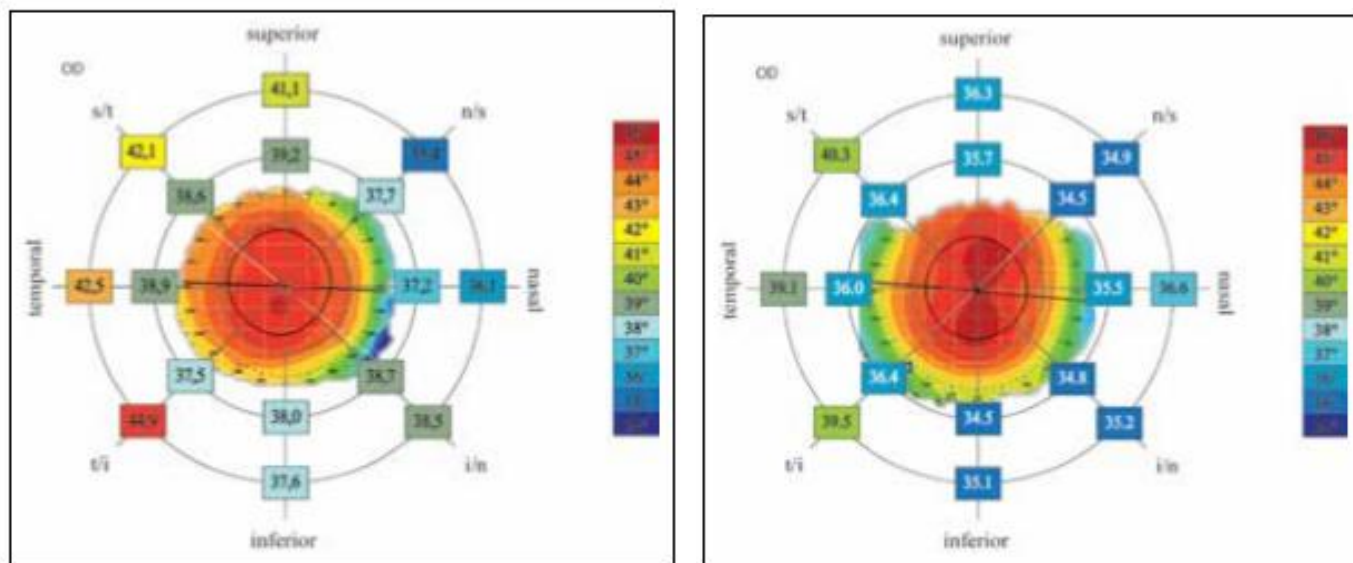 superior
OD
41,1
s/t
n/s
42,1
39,2
38,6
37,7
temporal
42,5
38,9
37,2
nasal
37,5
38,7
44,9
38,0
38,5
t/i
i/n
37,6
inferior
44°
43°
42°
41°
40°
39°
38°
37°
superior
OD
36.3
s/t
n/s
40.3
35.7
34.9
36.4
34.5
temporal
39.1
36.0
35.5
36.6
nasal
36.4
34.8
39.5
34.5
35.2
t/i
i/n
35.1
inferior
44°
43°
42°
41°
40°
39°
38°
37°